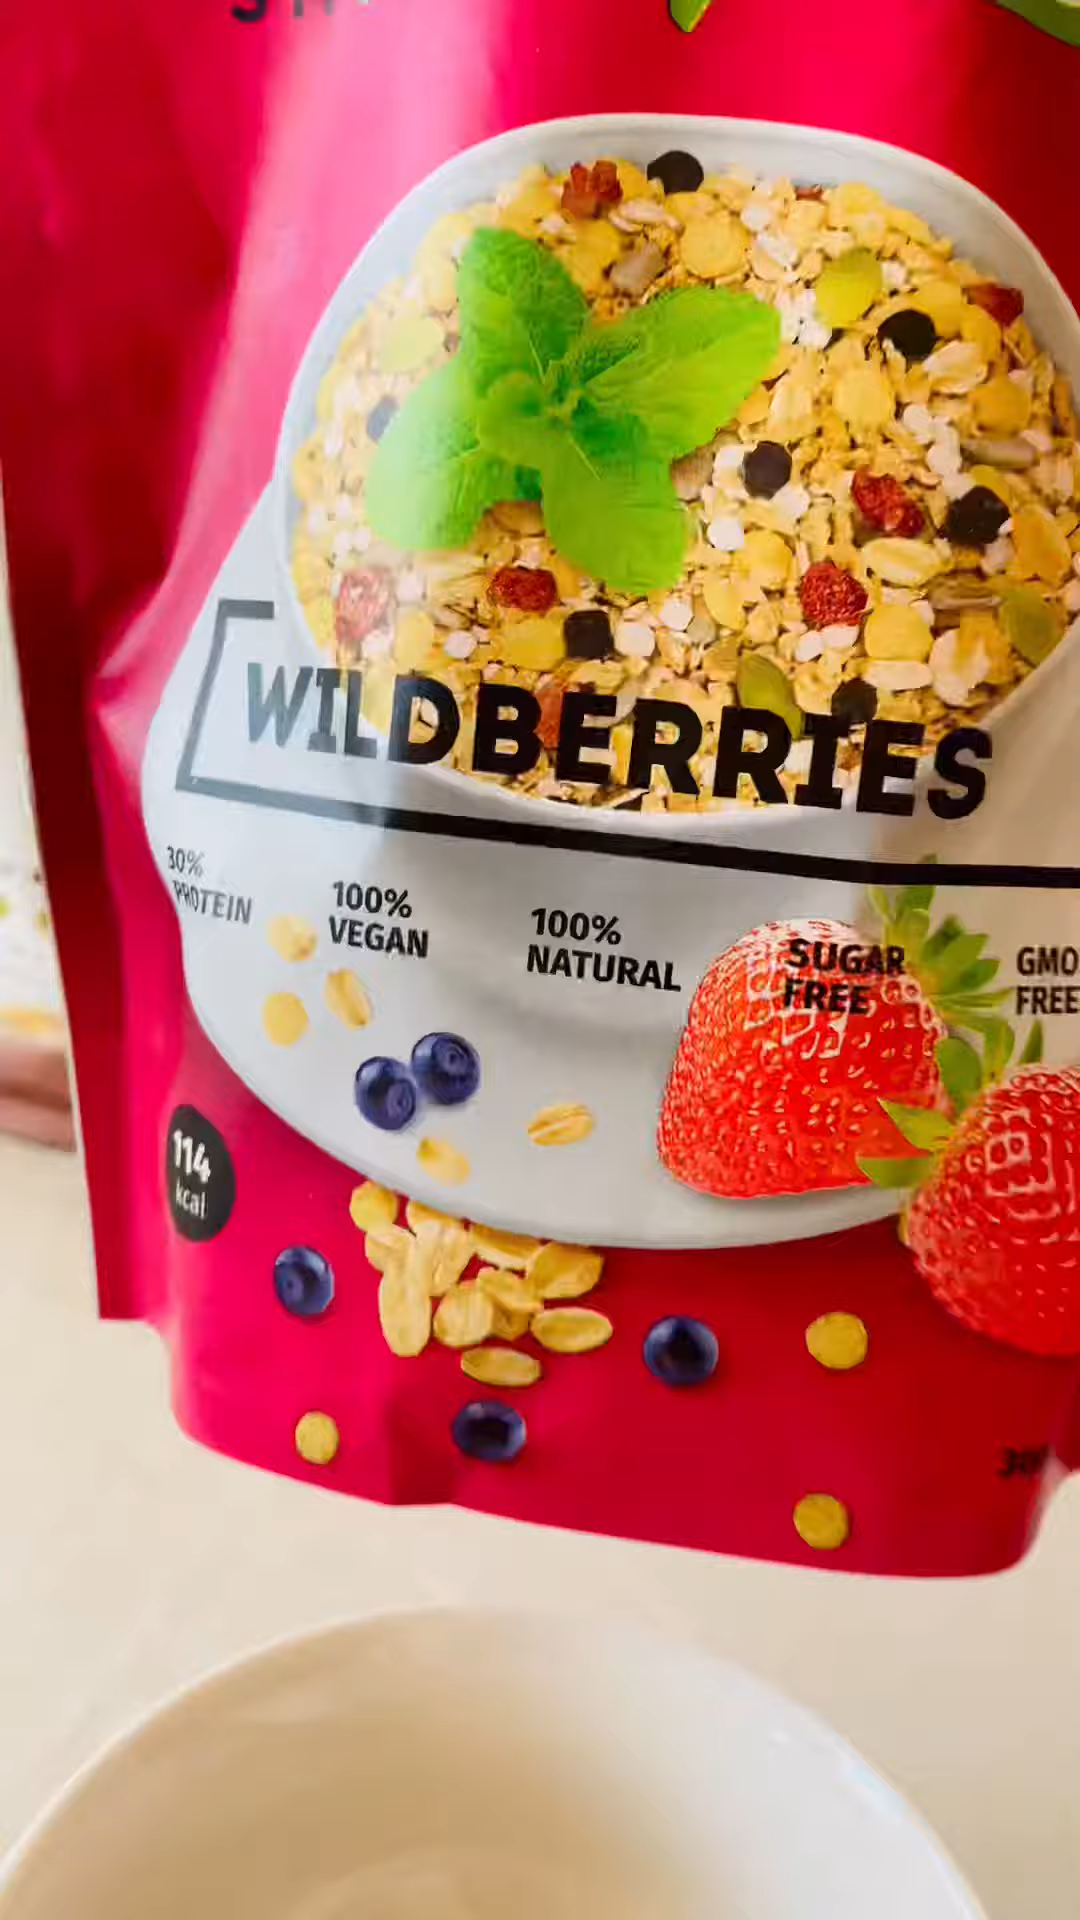 WILDBERRIES
30%
PROTEIN
100%
VEGAN
100%
NATURAL
SUGAR
FREE
GMO
FREE
114
kcal